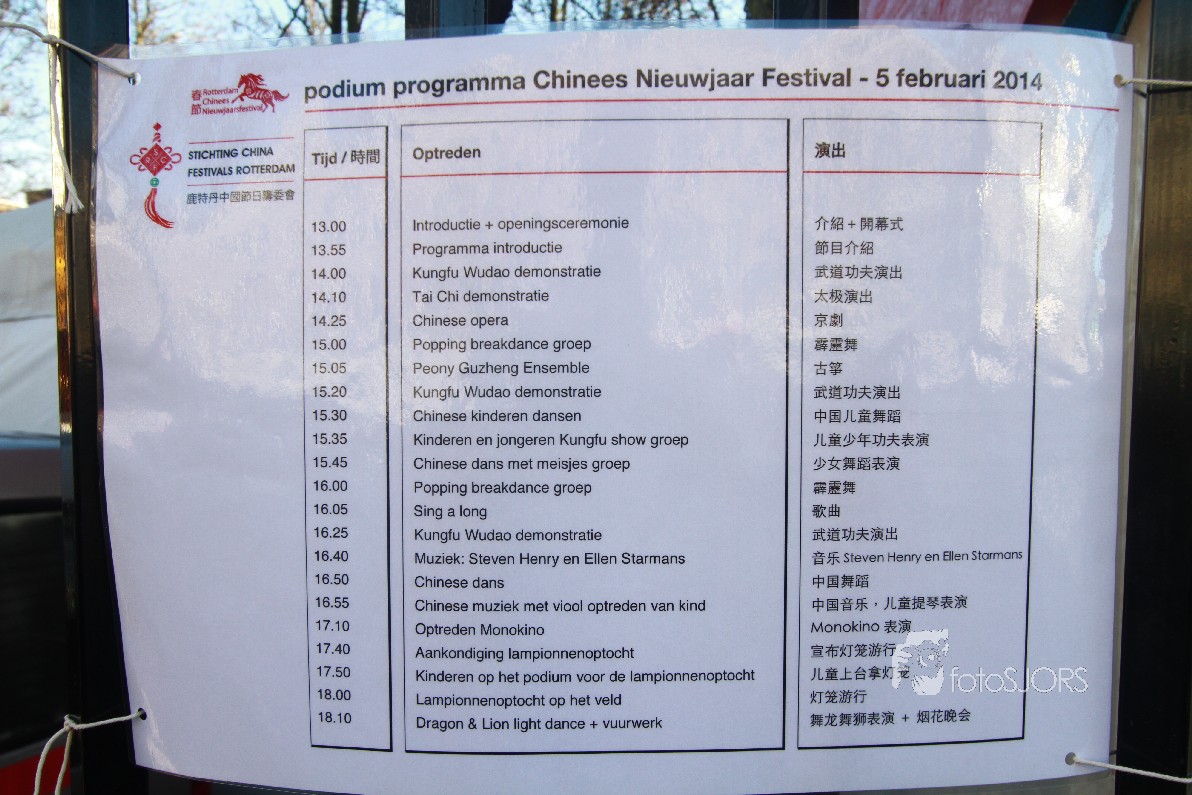 podium programma Chinees Nieuwjaar Festival - 5 februari 2014
春節
Rotterdam
Chinees
Nieuwjaarfestival
SRCC
STICHTING CHINA
FESTIVALS ROTTERDAM
鹿特丹中國節日籌委會
Tijd / 時間 Optreden 演出
13.00 Introductie + openingsceremonie 介紹 + 開幕式
13.55 Programma introductie 節目介紹
14.00 Kungfu Wudao demonstratie 武道功夫演出
14.10 Tai Chi demonstratie 太极演出
14.25 Chinese opera 京劇
15.00 Popping breakdance groep 霹靂舞
15.05 Peony Guzheng Ensemble 古箏
15.20 Kungfu Wudao demonstratie 武道功夫演出
15.30 Chinese kinderen dansen 中国儿童舞蹈
15.35 Kinderen en jongeren Kungfu show groep 儿童少年功夫表演
15.45 Chinese dans met meisjes groep 少女舞蹈表演
16.00 Popping breakdance groep 霹靂舞
16.05 Sing a long 歌曲
16.25 Kungfu Wudao demonstratie 武道功夫演出
16.40 Muziek: Steven Henry en Ellen Starmans 音乐 Steven Henry en Ellen Starmans
16.50 Chinese dans 中国舞蹈
16.55 Chinese muziek met viool optreden van kind 中国音乐，儿童提琴表演
17.10 Optreden Monokino Monokino 表演
17.40 Aankondiging lampionnenoptocht 宣布灯笼游行
17.50 Kinderen op het podium voor de lampionnenoptocht 儿童上台拿灯笼
18.00 Lampionnenoptocht op het veld 灯笼游行
18.10 Dragon & Lion light dance + vuurwerk 舞龙舞狮表演 + 烟花晚会
fotoSJORS